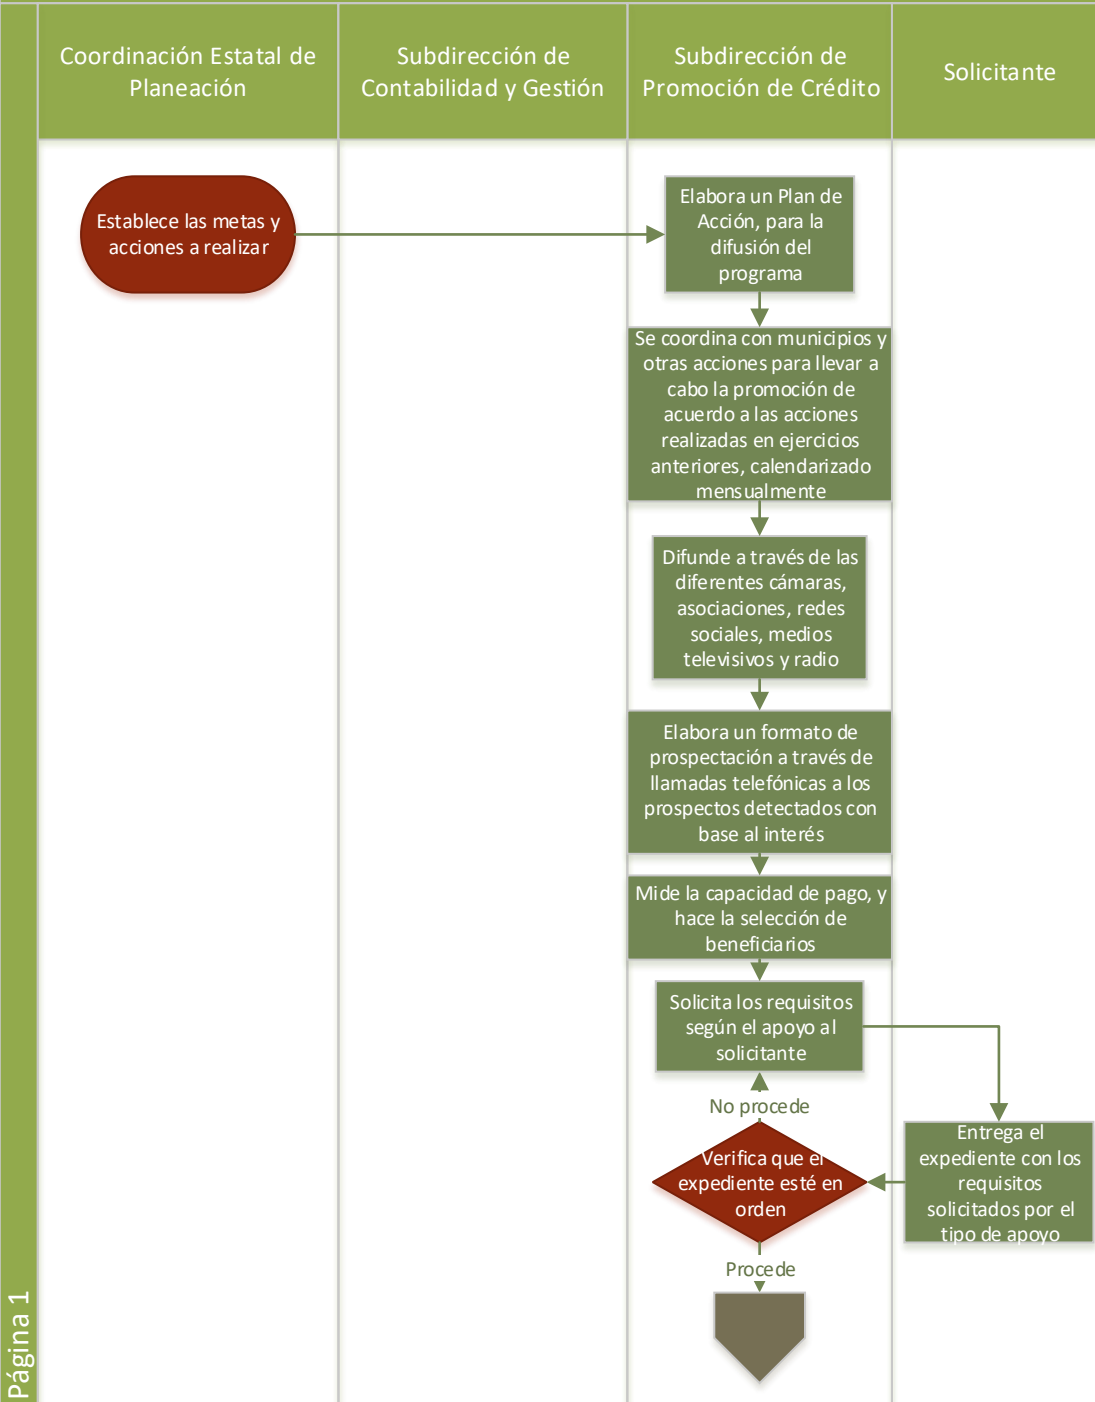 Coordinación Estatal de
Planeación
Subdirección de
Contabilidad y Gestión
Subdirección de
Promoción de Crédito
Solicitante
Establece las metas y
acciones a realizar
Elabora un Plan de
Acción, para la
difusión del
programa
Se coordina con municipios y
otras acciones para llevar a
cabo la promoción de
acuerdo a las acciones
realizadas en ejercicios
anteriores, calendarizado
mensualmente
Difunde a través de las
diferentes cámaras,
asociaciones, redes
sociales, medios
televisivos y radio
Elabora un formato de
prospectación a través de
llamadas telefónicas a los
prospectos detectados con
base al interés
Mide la capacidad de pago, y
hace la selección de
beneficiarios
Solicita los requisitos
según el apoyo al
solicitante
No procede
Entrega el
expediente con los
requisitos
solicitados por el
tipo de apoyo
Verifica que el
expediente esté en
orden
Procede
Página 1